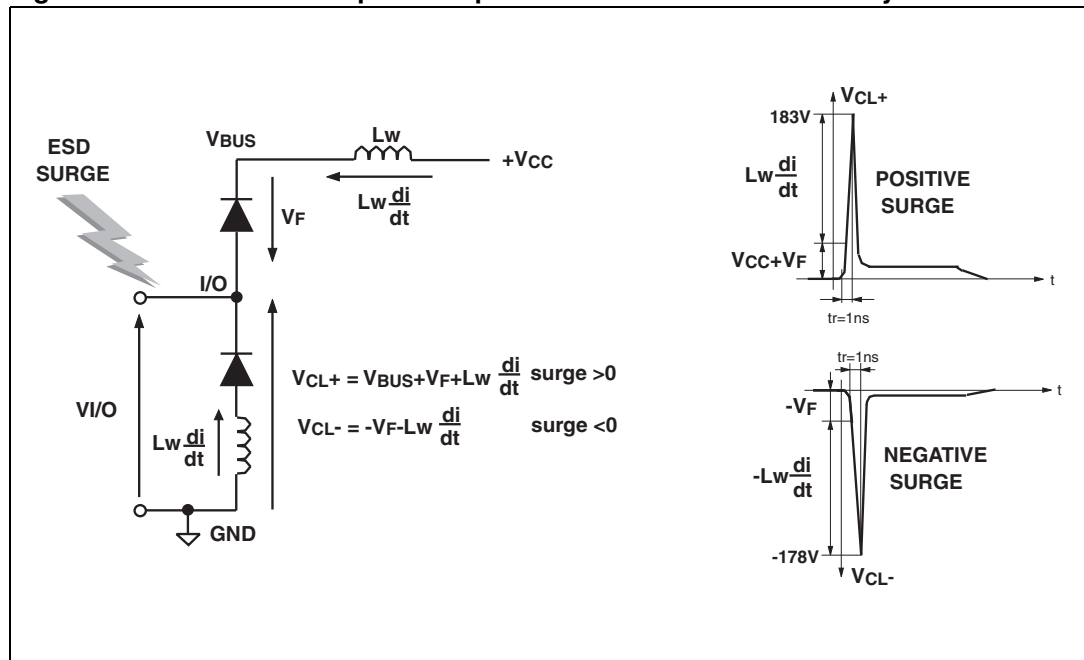 ESD
SURGE
VBUS
Lw
+VCC
Lw di/dt
VF
I/O
VI/O
Lw di/dt
GND
VCL+ = VBUS+VF+Lw di/dt surge >0
VCL- = -VF-Lw di/dt surge <0
VCL+
183V
Lw di/dt
POSITIVE
SURGE
VCC+VF
t
tr=1ns
tr=1ns
t
-VF
-Lw di/dt
NEGATIVE
SURGE
-178V
VCL-